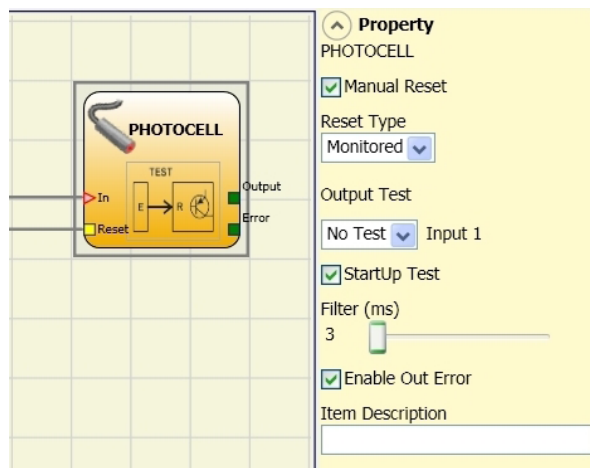 PHOTOCELL
TEST
In
E
R
Output
Reset
Error
Property
PHOTOCELL
Manual Reset
Reset Type
Monitored
Output Test
No Test Input 1
StartUp Test
Filter (ms)
3
Enable Out Error
Item Description